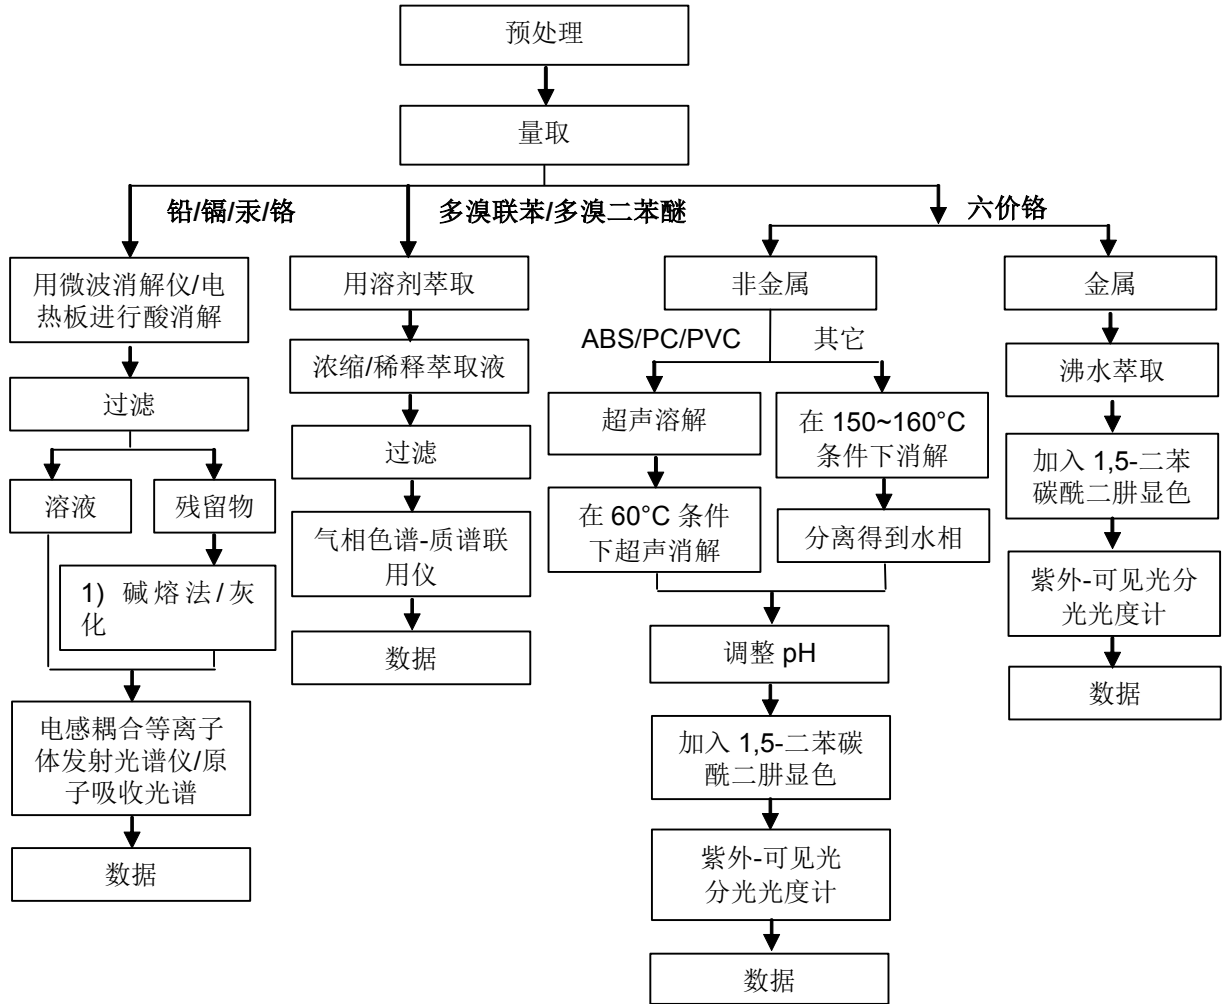 预处理
量取
铅/镉/汞/铬
多溴联苯/多溴二苯醚
六价铬
用微波消解仪/电
热板进行酸消解
过滤
溶液
残留物
1) 碱熔法/灰
化
电感耦合等离子
体发射光谱仪/原
子吸收光谱
数据
用溶剂萃取
浓缩/稀释萃取液
过滤
气相色谱-质谱联
用仪
数据
非金属
ABS/PC/PVC
其它
超声溶解
在 60°C 条件
下超声消解
在 150~160°C
条件下消解
分离得到水相
调整 pH
加入 1,5-二苯碳
酰二肼显色
紫外-可见光
分光光度计
数据
金属
沸水萃取
加入 1,5-二苯
碳酰二肼显色
紫外-可见光分
光光度计
数据